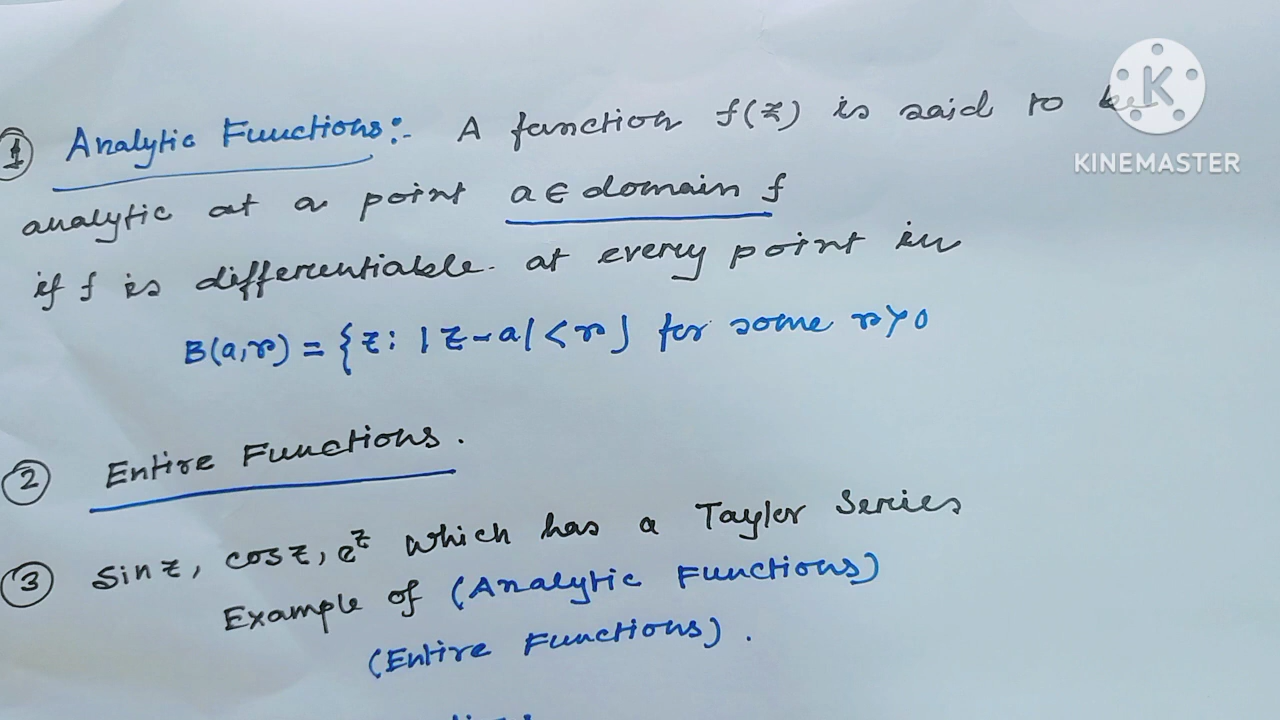 ① Analytic Functions:- A function f(z) is said to be
K
KINEMASTER
analytic at a point a ∈ domain f
if f is differentiable. at every point in
B(a,r) = {z: |z-a| < r} for some r>0
② Entire Functions.
③ Sin z, cos z, e^z which has a Taylor Series
Example of (Analytic Functions)
(Entire Functions).